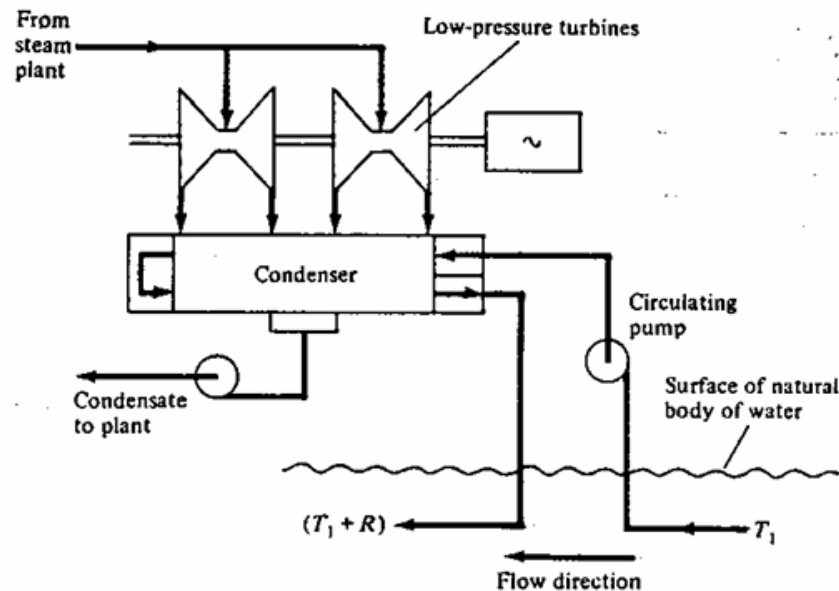 From
steam
plant
Low-pressure turbines
~
Condenser
Circulating
pump
Condensate
to plant
Surface of natural
body of water
(T₁ + R)
T₁
Flow direction